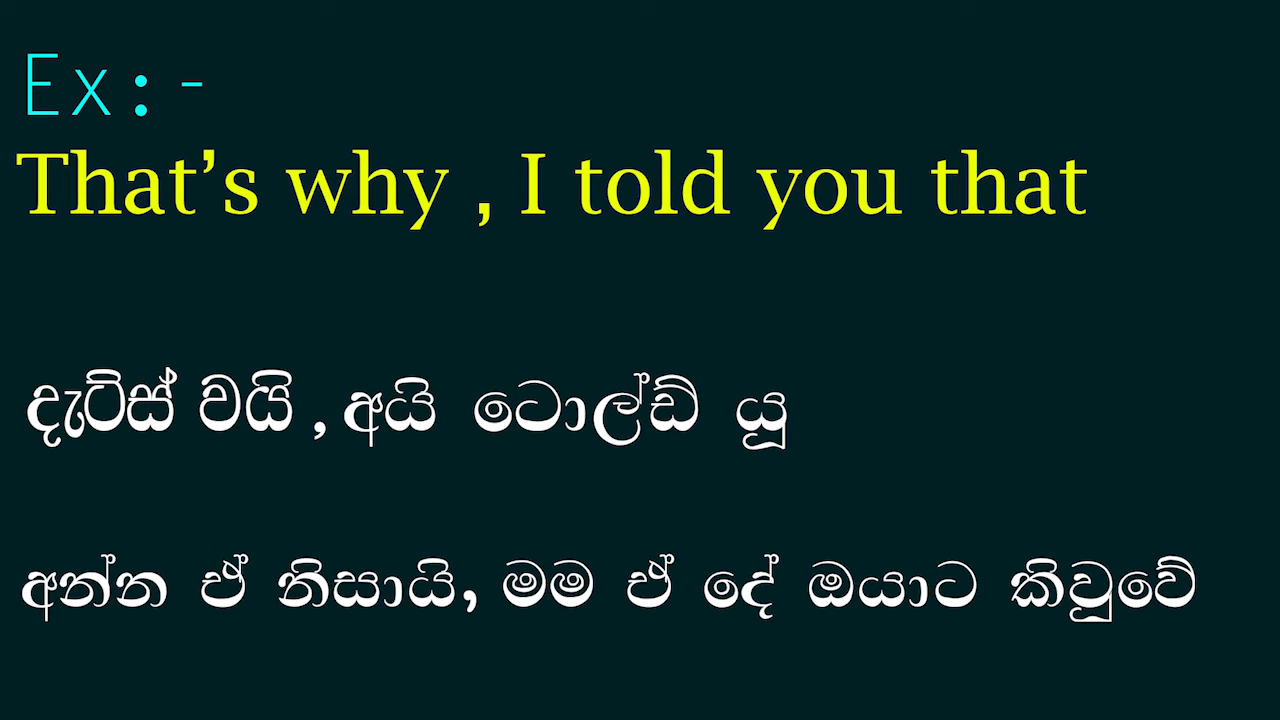 Ex:-
That’s why , I told you that
දැට්ස් වයි , අයි ටොල්ඩ් යූ
අන්න ඒ නිසායි, මම ඒ දේ ඔයාට කිවූවේ